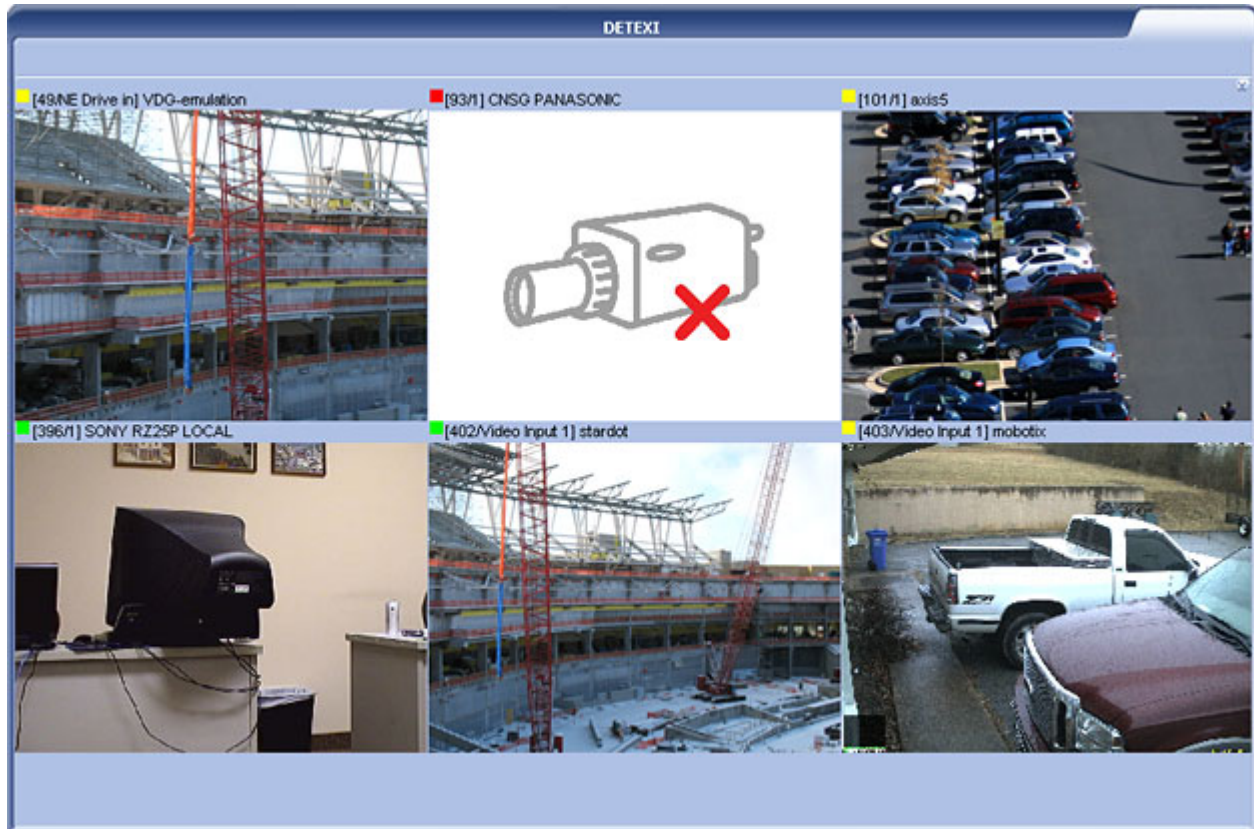 DETEXI
[49/NE Drive in] VDG-emulation
[93/1] CNSG PANASONIC
[101/1] axis5
[396/1] SONY RZ25P LOCAL
[402/Video Input 1] stardot
[403/Video Input 1] mobotix
Z71